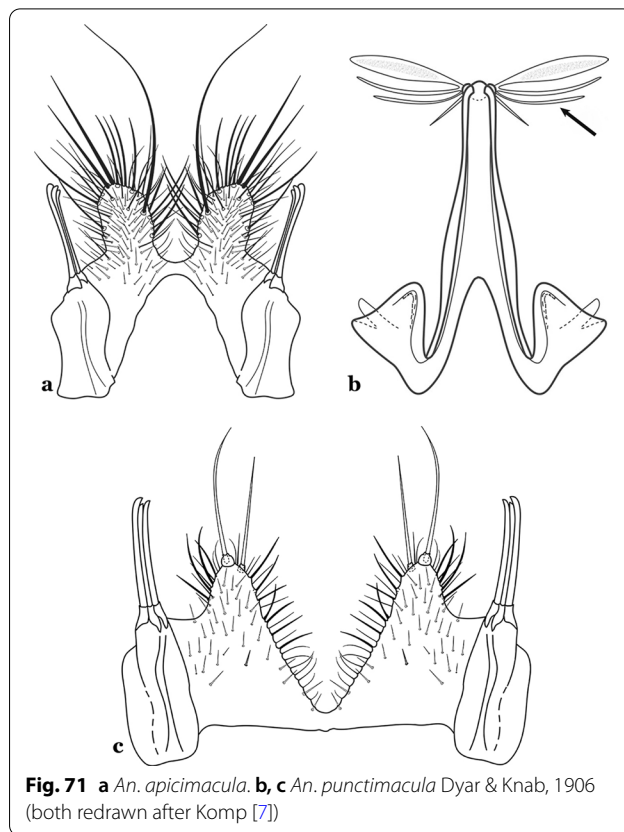 a
b
c
Fig. 71 a An. apicimacula. b, c An. punctimacula Dyar & Knab, 1906
(both redrawn after Komp [7])